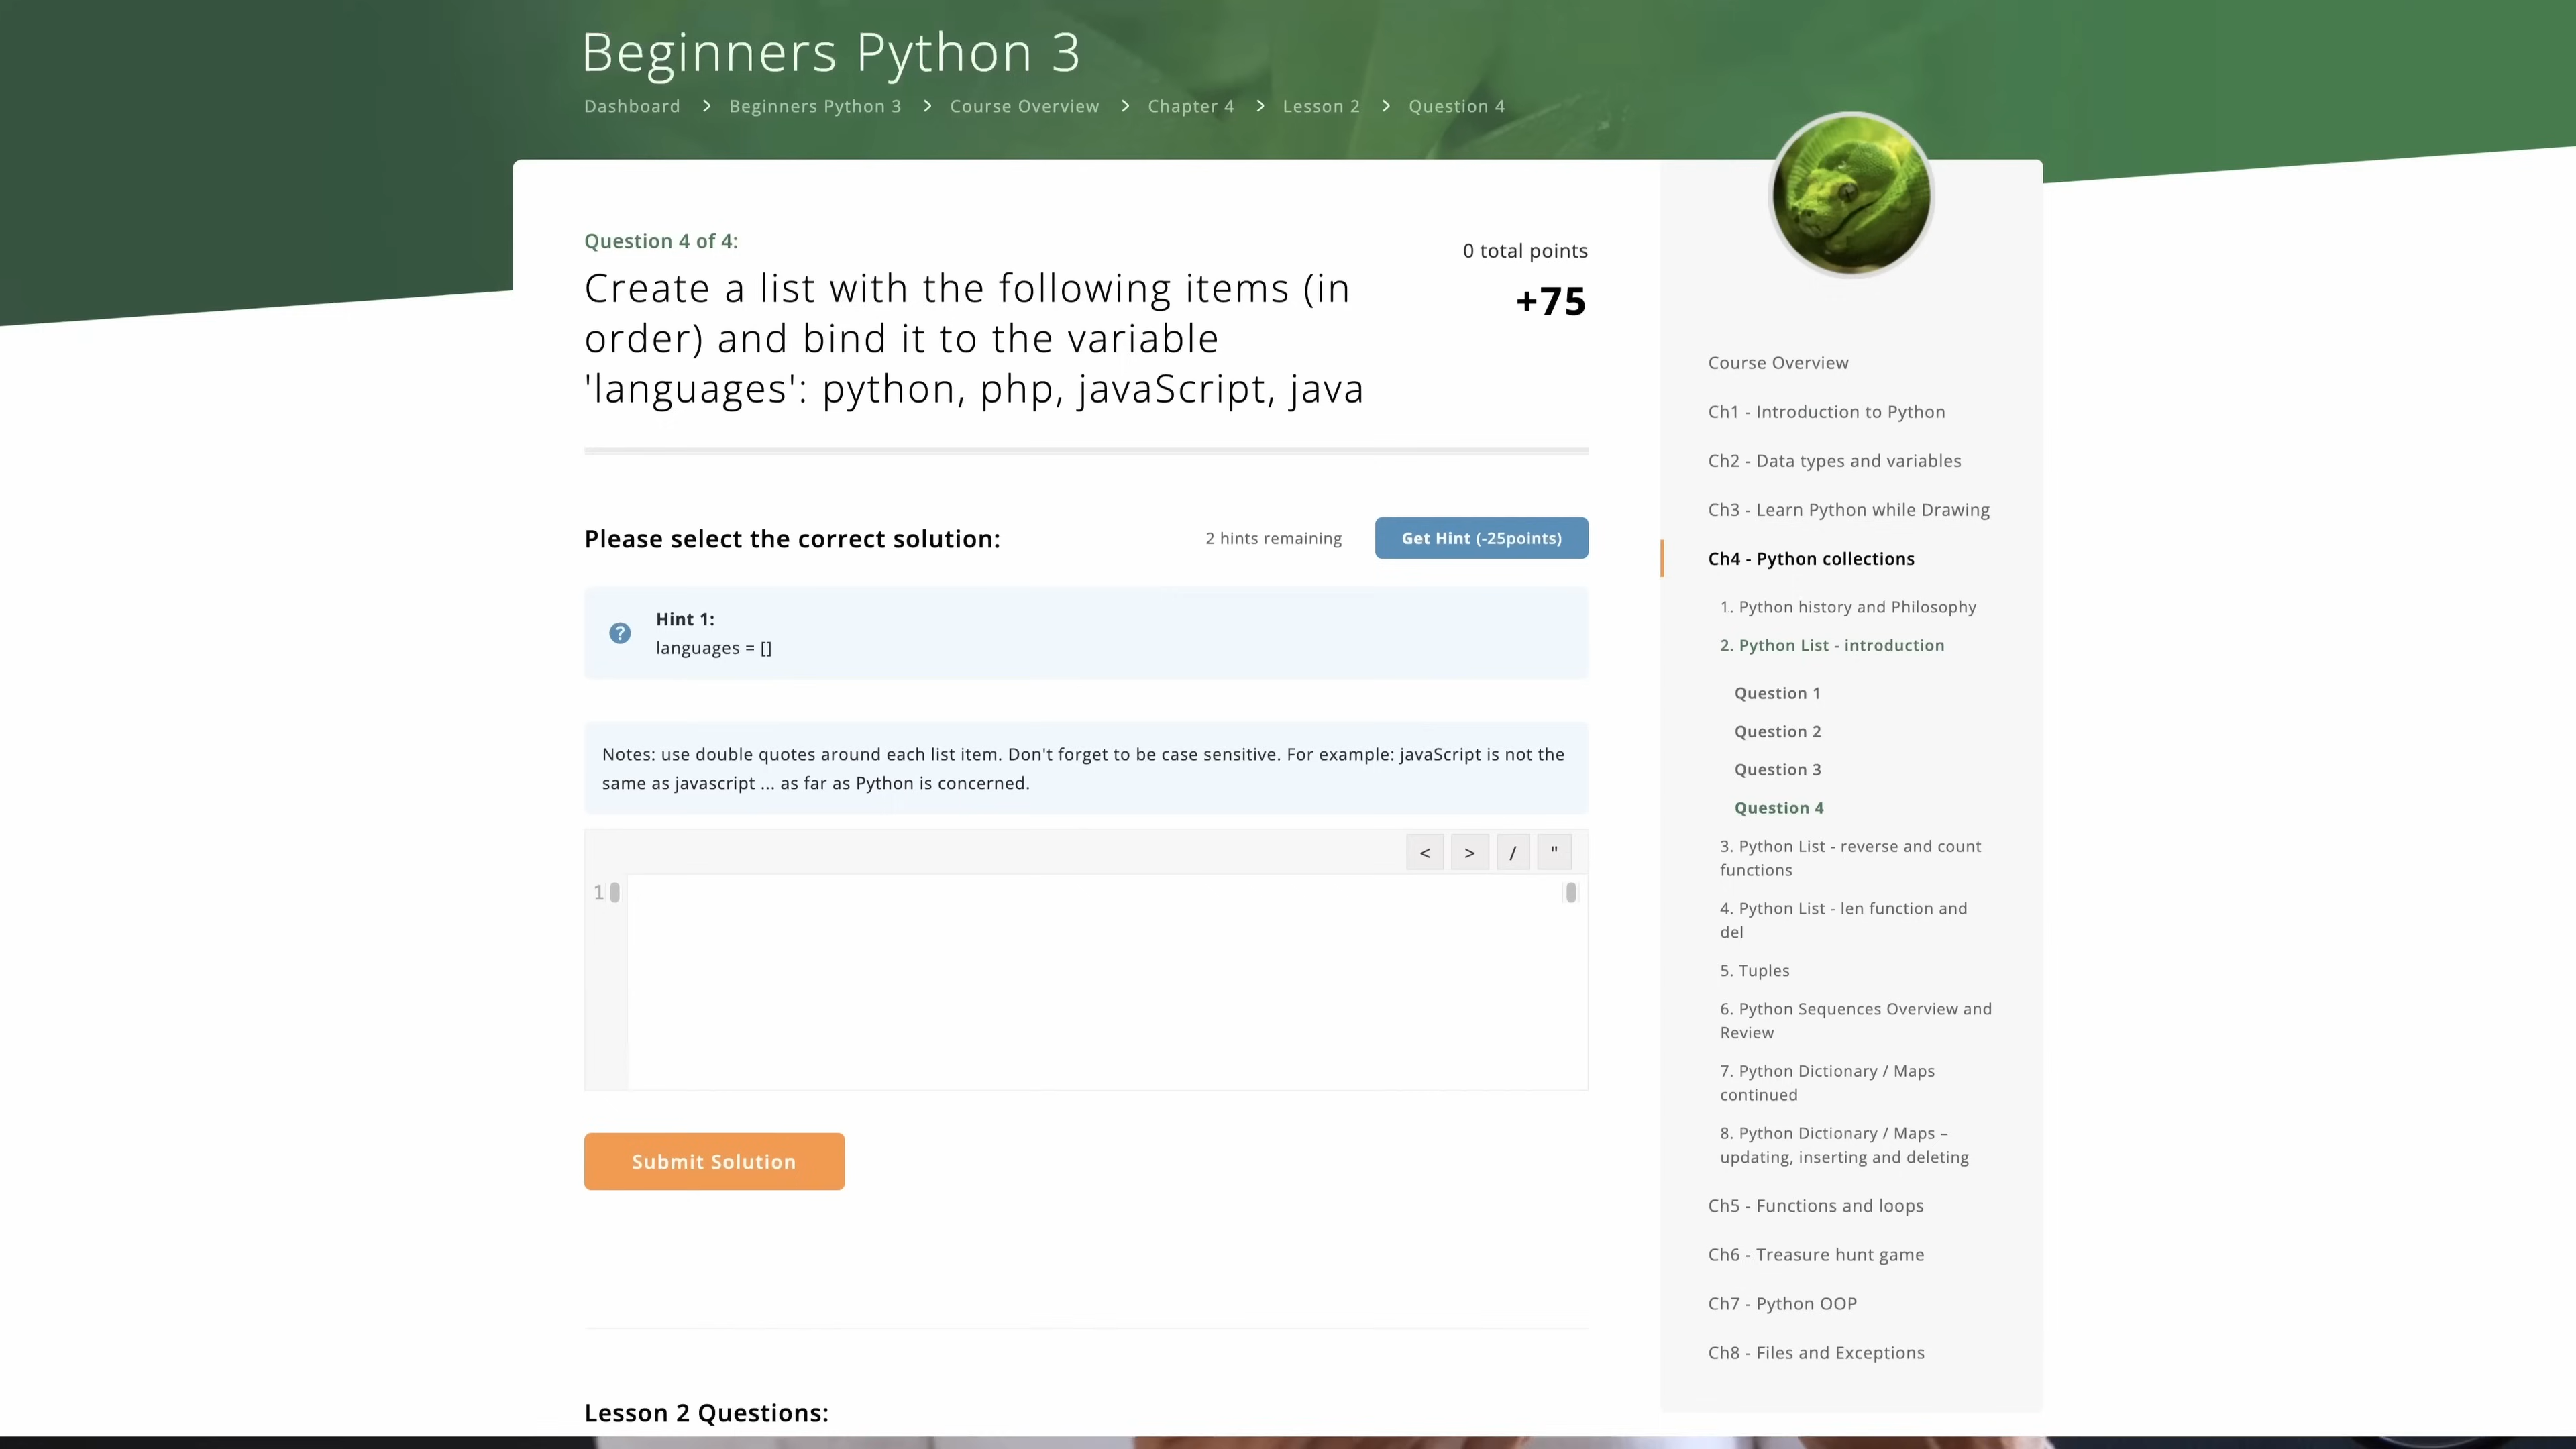 Beginners Python 3
Dashboard > Beginners Python 3 > Course Overview > Chapter 4 > Lesson 2 > Question 4
Question 4 of 4:
Create a list with the following items (in
order) and bind it to the variable
'languages': python, php, javaScript, java
0 total points
+75
Please select the correct solution:
2 hints remaining
Get Hint (-25points)
?
Hint 1:
languages = []
Notes: use double quotes around each list item. Don't forget to be case sensitive. For example: javaScript is not the
same as javascript ... as far as Python is concerned.
< > / "
1
Submit Solution
Lesson 2 Questions:
Course Overview
Ch1 - Introduction to Python
Ch2 - Data types and variables
Ch3 - Learn Python while Drawing
Ch4 - Python collections
1. Python history and Philosophy
2. Python List - introduction
Question 1
Question 2
Question 3
Question 4
3. Python List - reverse and count
functions
4. Python List - len function and
del
5. Tuples
6. Python Sequences Overview and
Review
7. Python Dictionary / Maps
continued
8. Python Dictionary / Maps –
updating, inserting and deleting
Ch5 - Functions and loops
Ch6 - Treasure hunt game
Ch7 - Python OOP
Ch8 - Files and Exceptions